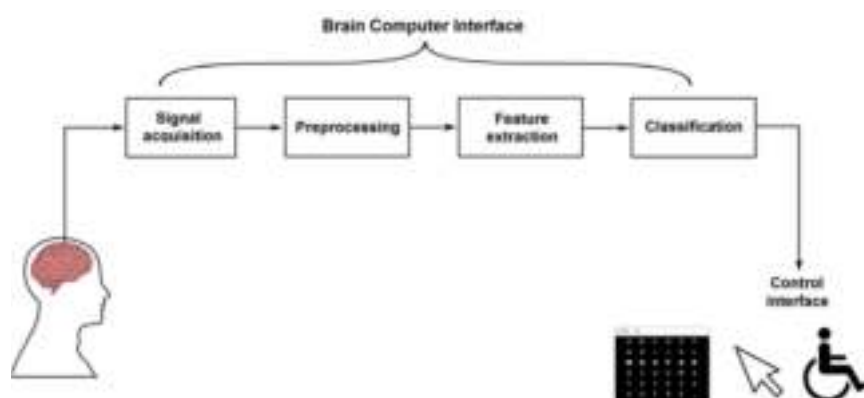 Brain Computer Interface
Signal
acquisition
Preprocessing
Feature
extraction
Classification
Control
interface